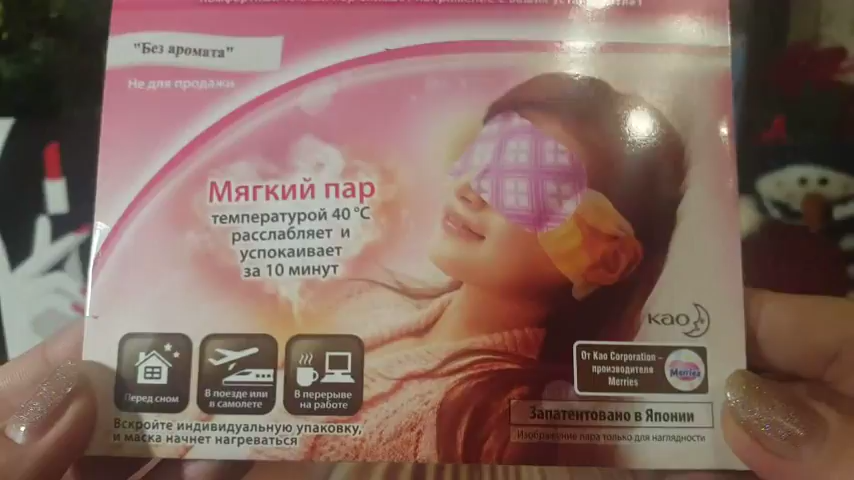 "Без аромата"
Не для продажи
Мягкий пар
температурой 40 °C
расслабляет и
успокаивает
за 10 минут
Kao
От Kao Corporation –
производителя
Merries
Merries
Перед сном
В поезде или
в самолете
В перерыве
на работе
Запатентовано в Японии
Изображение пара только для наглядности
Вскройте индивидуальную упаковку,
и маска начнет нагреваться